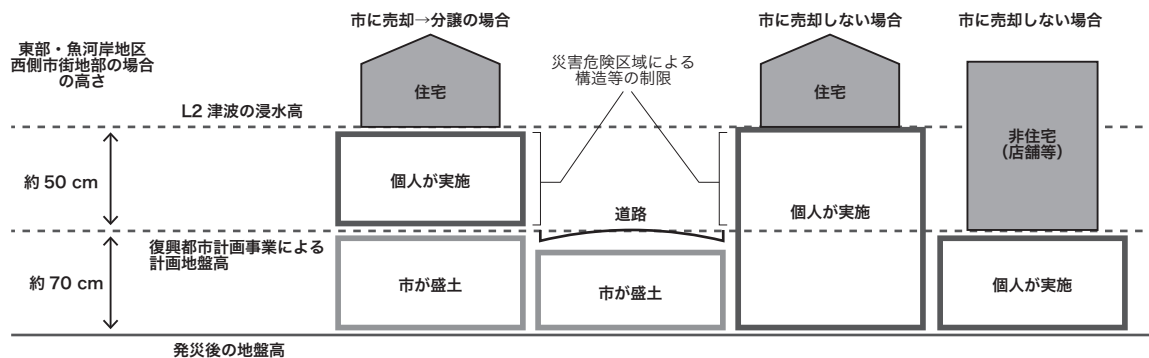 市に売却→分譲の場合
市に売却しない場合
市に売却しない場合
東部・魚河岸地区
西側市街地部の場合
の高さ
災害危険区域による
構造等の制限
住宅
住宅
L2 津波の浸水高
非住宅
（店舗等）
約 50 cm
個人が実施
道路
個人が実施
復興都市計画事業による
計画地盤高
約 70 cm
市が盛土
市が盛土
個人が実施
発災後の地盤高